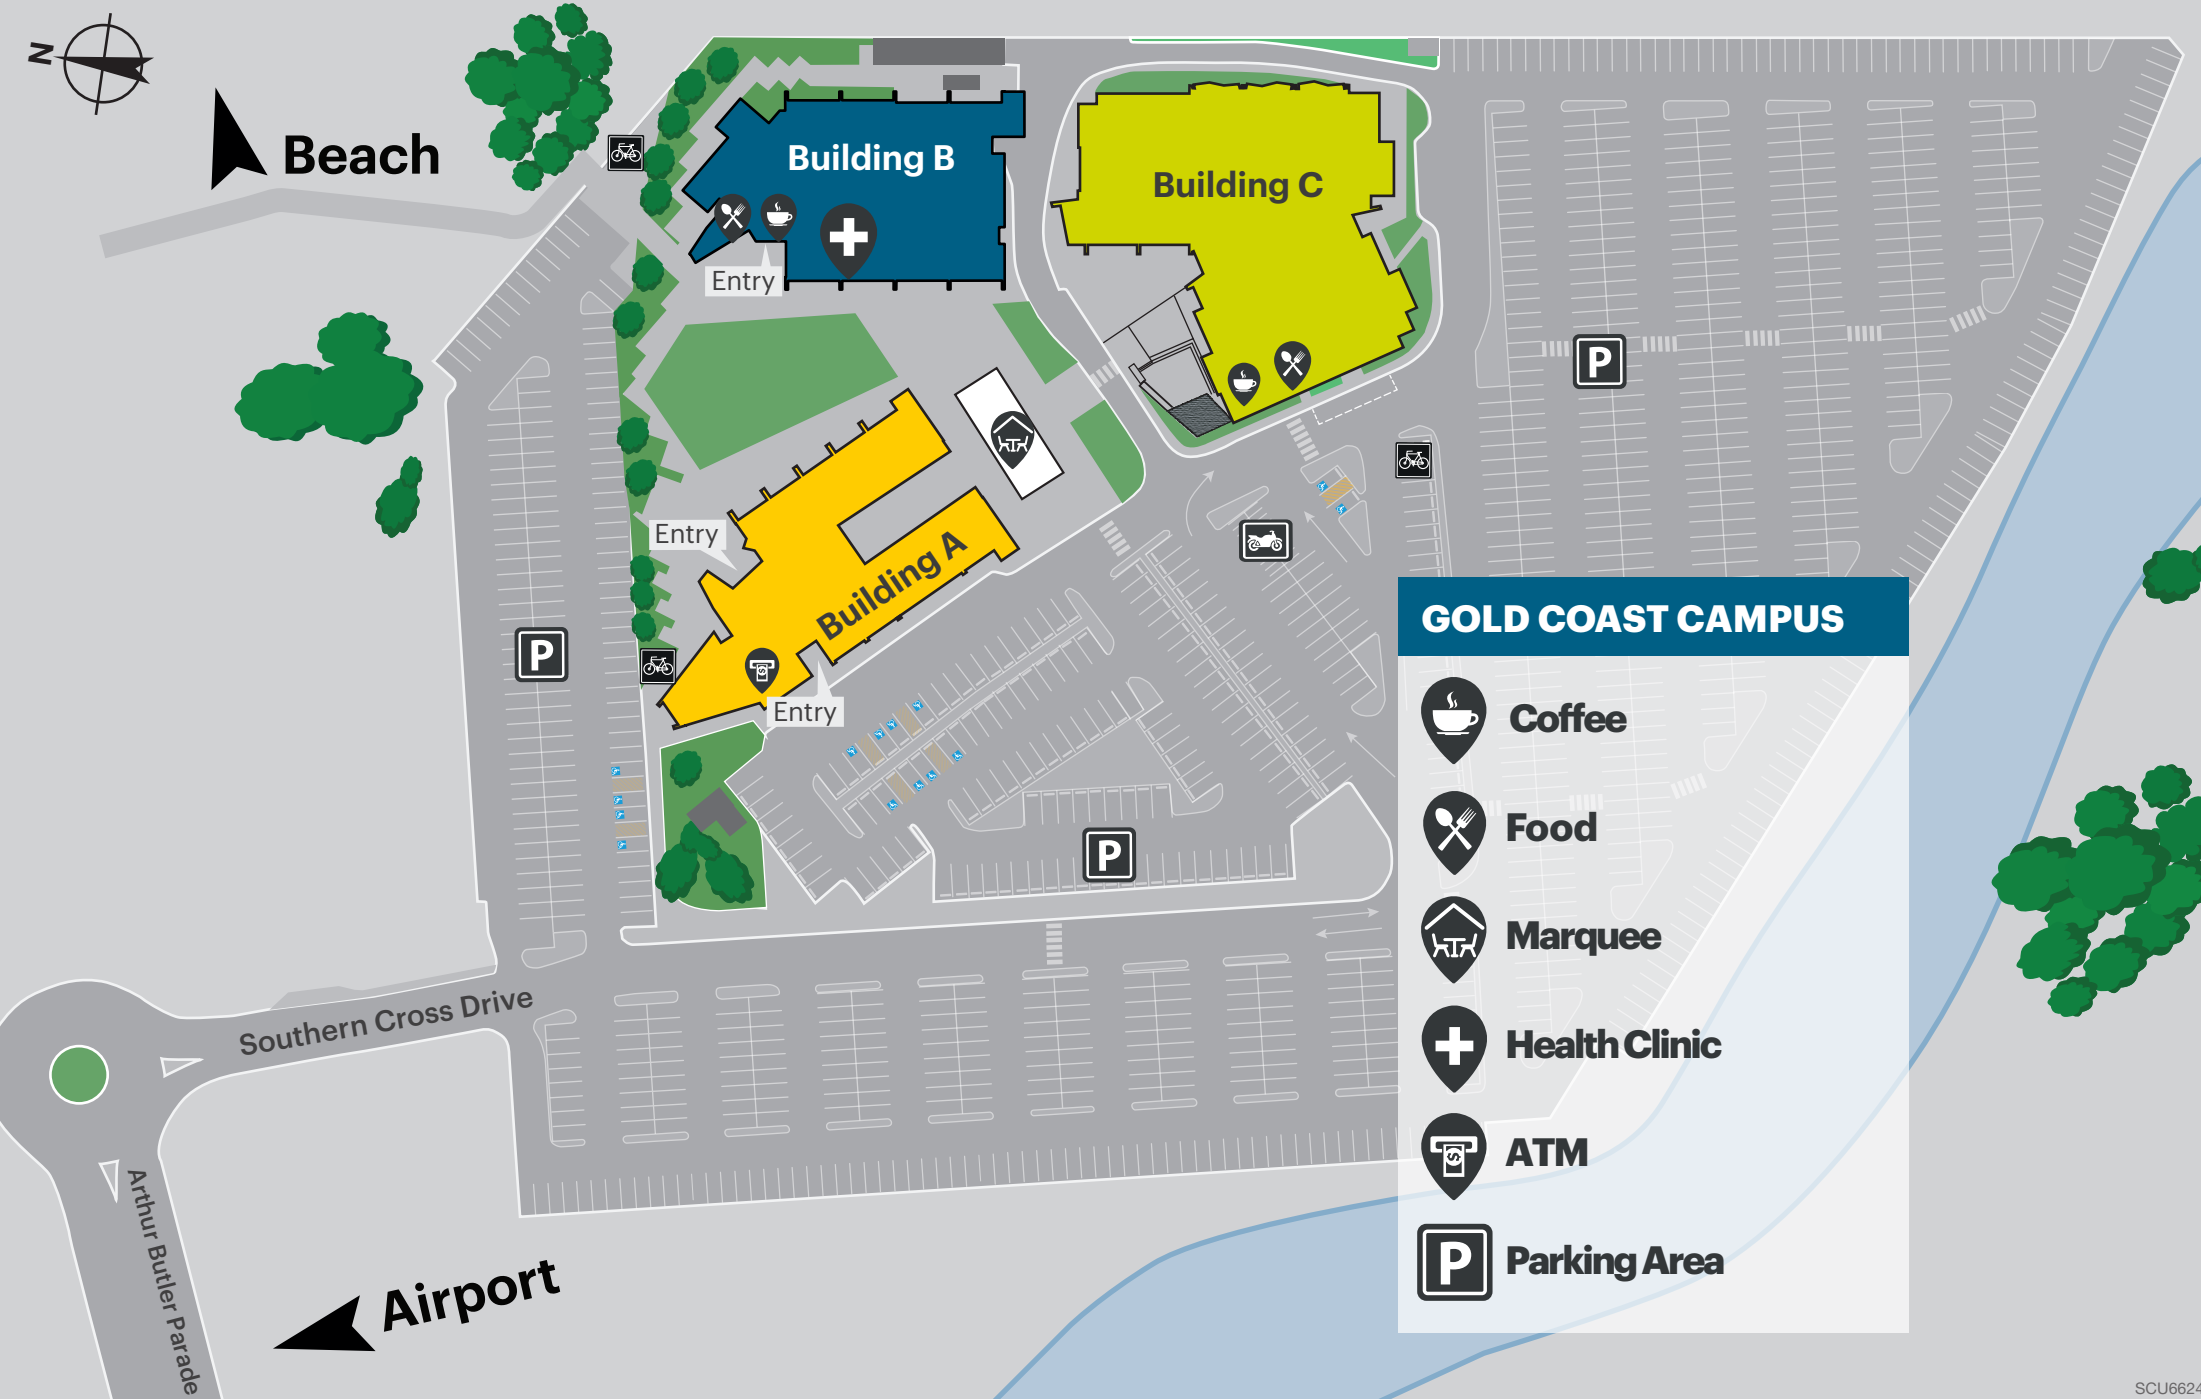 N
Beach
Building B
Building C
Entry
Entry
Building A
Entry
P
P
P
GOLD COAST CAMPUS
Coffee
Food
Marquee
Health Clinic
ATM
P Parking Area
Southern Cross Drive
Arthur Butler Parade
Airport
SCU6624